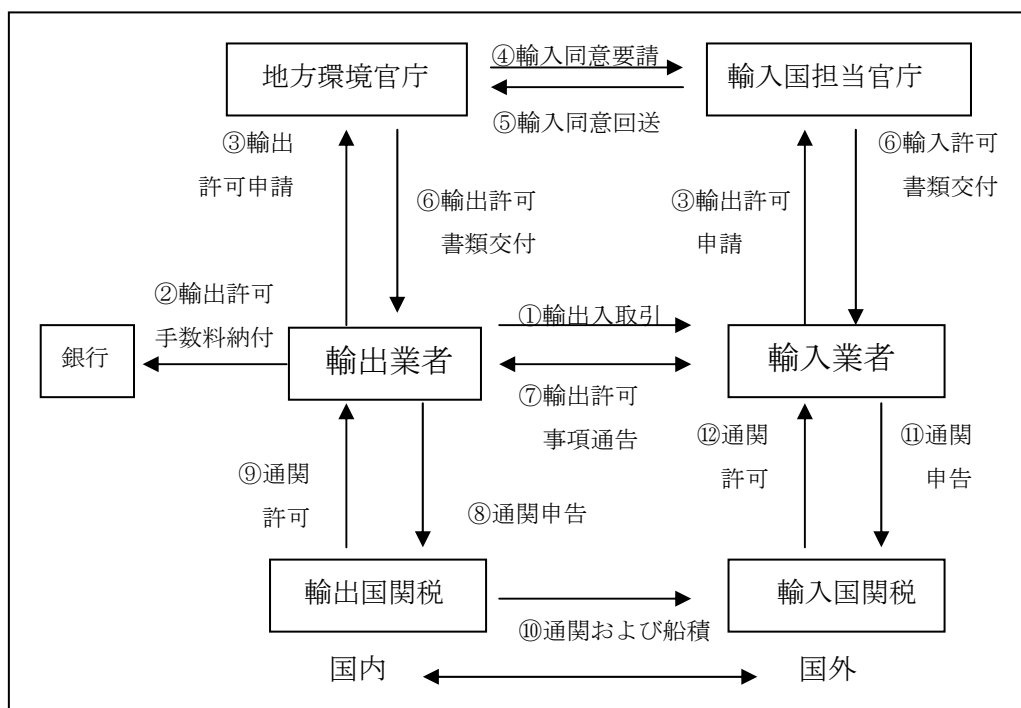 ④輸入同意要請
地方環境官庁
輸入国担当官庁
⑤輸入同意回送
③輸出
許可申請
⑥輸出許可
書類交付
③輸出許可
申請
⑥輸入許可
書類交付
②輸出許可
手数料納付
①輸出入取引
銀行
輸出業者
輸入業者
⑦輸出許可
事項通告
⑨通関
許可
⑧通関申告
⑫通関
許可
⑪通関
申告
輸出国関税
輸入国関税
⑩通関および船積
国内
国外